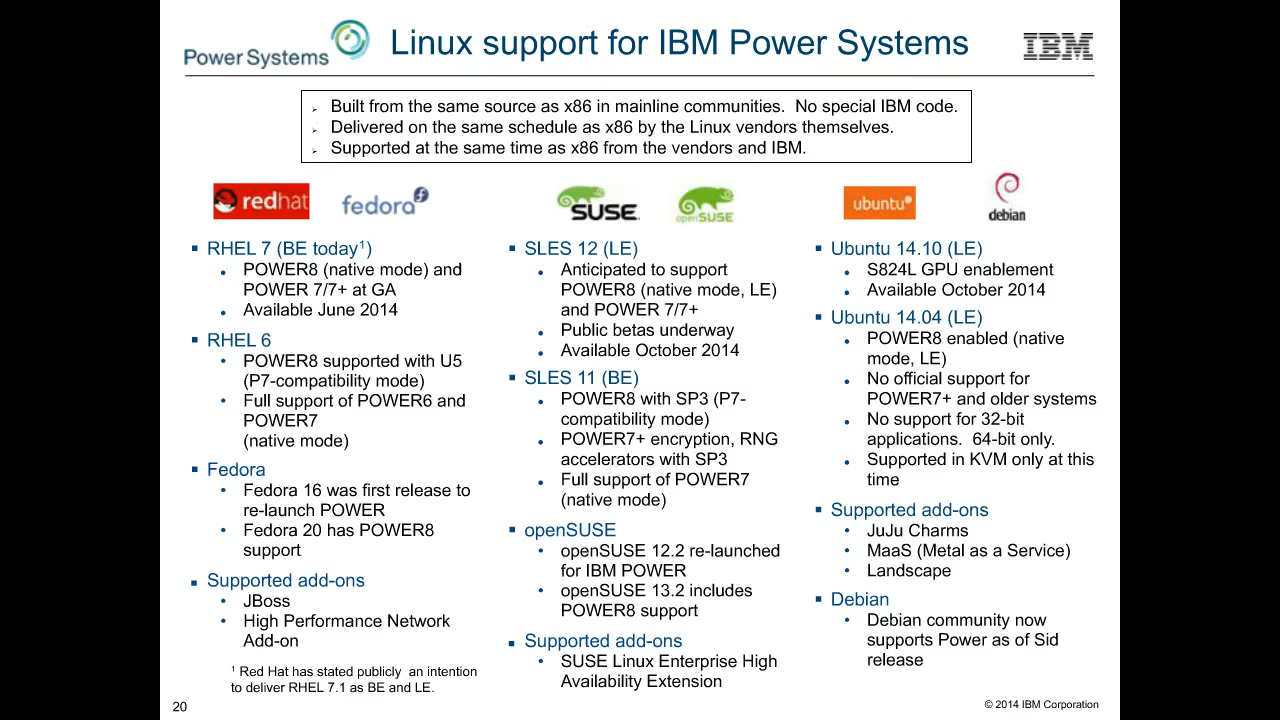 Power Systems
Linux support for IBM Power Systems
IBM
Built from the same source as x86 in mainline communities.  No special IBM code.
Delivered on the same schedule as x86 by the Linux vendors themselves.
Supported at the same time as x86 from the vendors and IBM.
redhat
fedora
SUSE
openSUSE
ubuntu
debian
RHEL 7 (BE today¹)
POWER8 (native mode) and
POWER 7/7+ at GA
Available June 2014
RHEL 6
POWER8 supported with U5
(P7-compatibility mode)
Full support of POWER6 and
POWER7
(native mode)
Fedora
Fedora 16 was first release to
re-launch POWER
Fedora 20 has POWER8
support
Supported add-ons
JBoss
High Performance Network
Add-on
¹ Red Hat has stated publicly  an intention
to deliver RHEL 7.1 as BE and LE.
SLES 12 (LE)
Anticipated to support
POWER8 (native mode, LE)
and POWER 7/7+
Public betas underway
Available October 2014
SLES 11 (BE)
POWER8 with SP3 (P7-
compatibility mode)
POWER7+ encryption, RNG
accelerators with SP3
Full support of POWER7
(native mode)
openSUSE
openSUSE 12.2 re-launched
for IBM POWER
openSUSE 13.2 includes
POWER8 support
Supported add-ons
SUSE Linux Enterprise High
Availability Extension
Ubuntu 14.10 (LE)
S824L GPU enablement
Available October 2014
Ubuntu 14.04 (LE)
POWER8 enabled (native
mode, LE)
No official support for
POWER7+ and older systems
No support for 32-bit
applications.  64-bit only.
Supported in KVM only at this
time
Supported add-ons
JuJu Charms
MaaS (Metal as a Service)
Landscape
Debian
Debian community now
supports Power as of Sid
release
20
© 2014 IBM Corporation